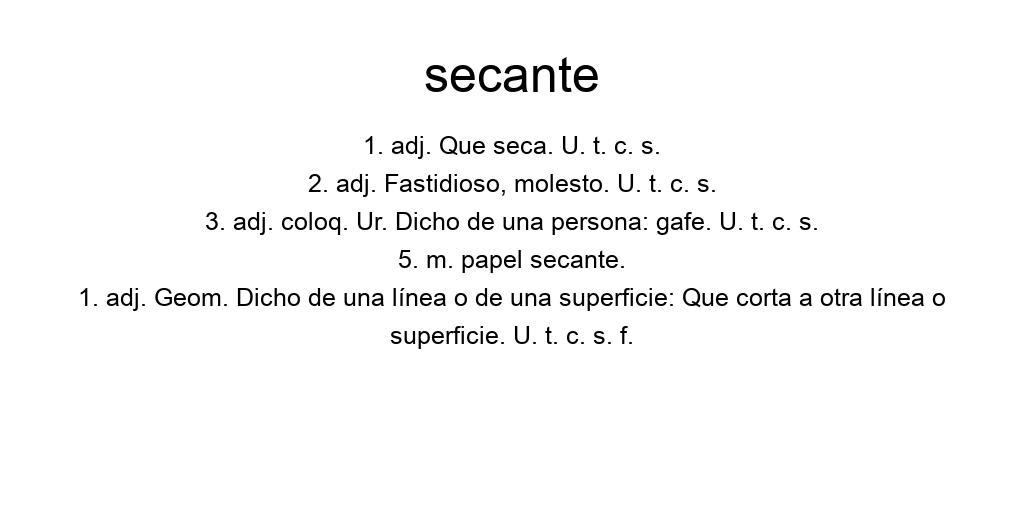 secante
1. adj. Que seca. U. t. c. s.
2. adj. Fastidioso, molesto. U. t. c. s.
3. adj. coloq. Ur. Dicho de una persona: gafe. U. t. c. s.
5. m. papel secante.
1. adj. Geom. Dicho de una línea o de una superficie: Que corta a otra línea o
superficie. U. t. c. s. f.